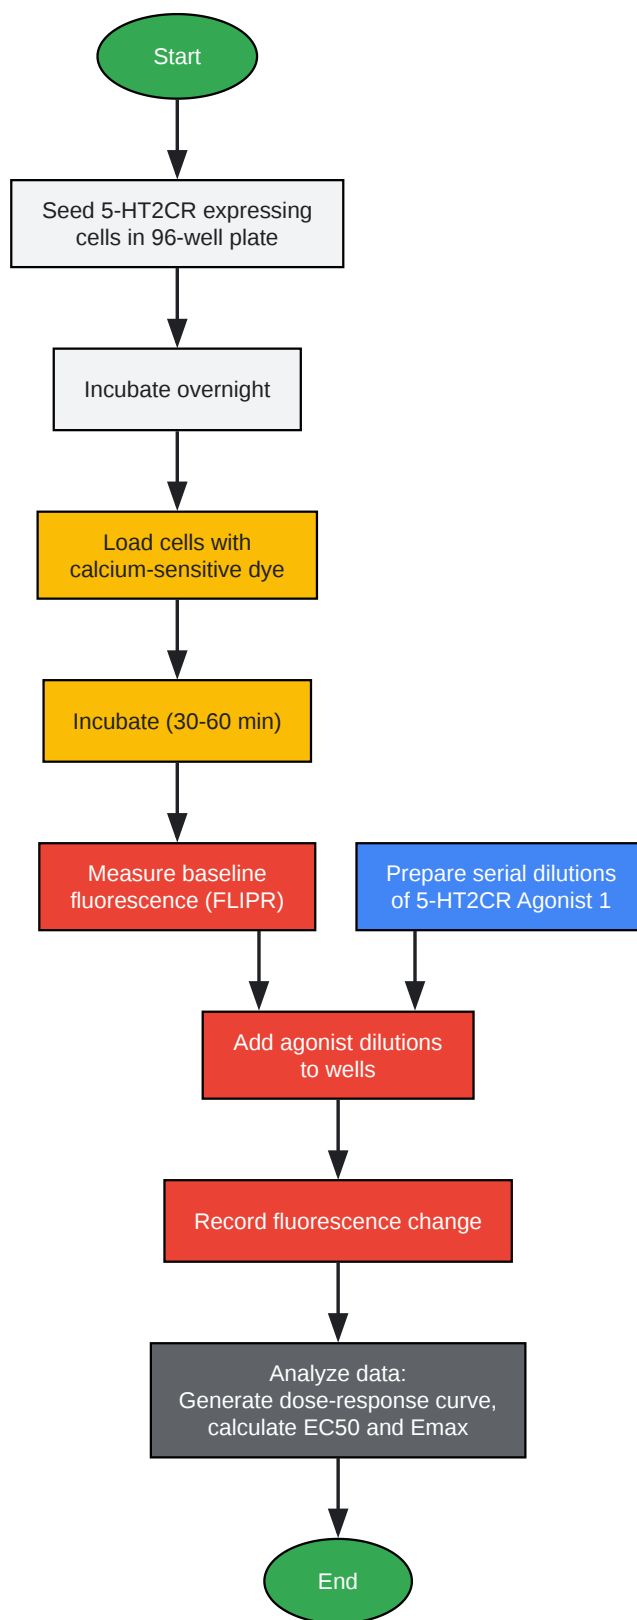 Start
Seed 5-HT2CR expressing
cells in 96-well plate
Incubate overnight
Load cells with
calcium-sensitive dye
Incubate (30-60 min)
Measure baseline
fluorescence (FLIPR)
Prepare serial dilutions
of 5-HT2CR Agonist 1
Add agonist dilutions
to wells
Record fluorescence change
Analyze data:
Generate dose-response curve,
calculate EC50 and Emax
End